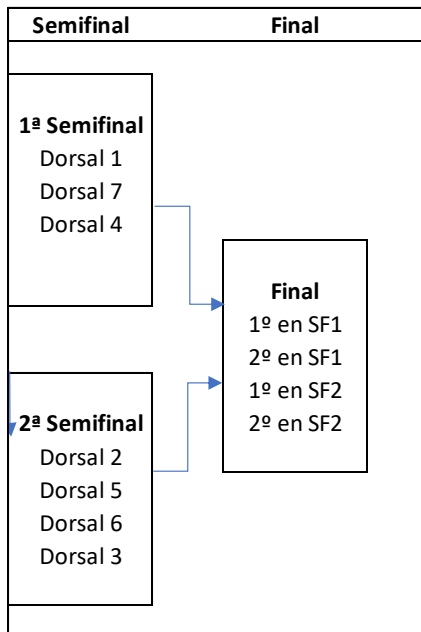 Semifinal Final
1ª Semifinal
Dorsal 1
Dorsal 7
Dorsal 4
Final
1º en SF1
2º en SF1
1º en SF2
2º en SF2
2ª Semifinal
Dorsal 2
Dorsal 5
Dorsal 6
Dorsal 3